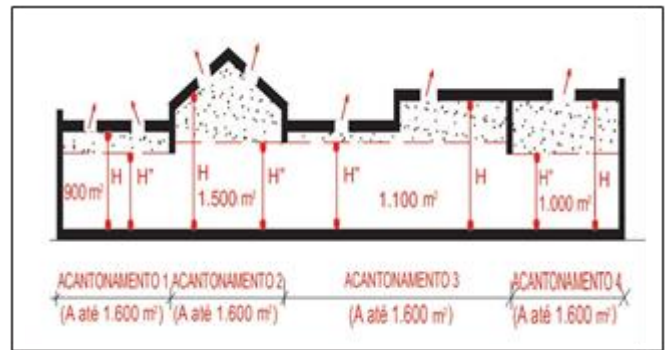 900 m² H H"
H 1.500 m² H"
H" 1.100 m² H
H" 1.000 m² H
ACANTONAMENTO 1 ACANTONAMENTO 2 ACANTONAMENTO 3 ACANTONAMENTO 4
(A até 1.600 m²) (A até 1.600 m²) (A até 1.600 m²) (A até 1.600 m²)